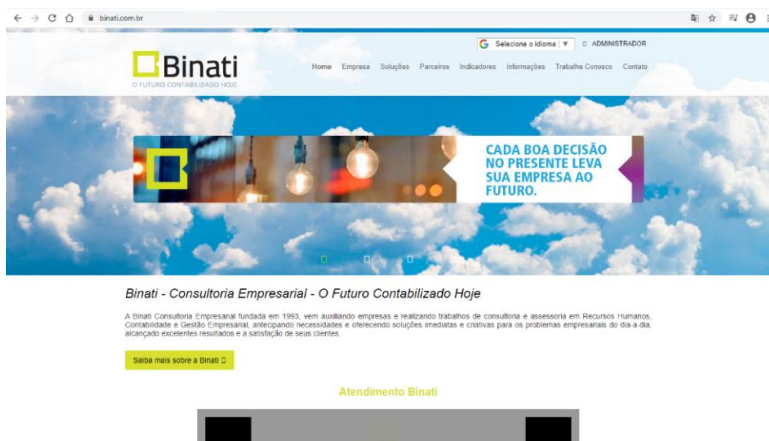 binati.com.br
Selecione o idoma ▼ ADMINISTRADOR
Binati
O FUTURO CONTABILIZADO HOJE
Home Empresa Soluções Parceiros Indicadores Informações Trabalhe Conosco Contato
CADA BOA DECISÃO
NO PRESENTE LEVA
SUA EMPRESA AO
FUTURO.
Binati - Consultoria Empresarial - O Futuro Contabilizado Hoje
A Binati Consultoria Empresarial fundada em 1993, vem auxiliando empresas e realizando trabalhos de consultoria e assessoria em Recursos Humanos,
Contabilidade e Gestão Empresarial, antecipando necessidades e oferecendo soluções imediatas e criativas para os problemas empresariais do dia-a-dia,
alcançado excelentes resultados e a satisfação de seus clientes.
Saiba mais sobre a Binati
Atendimento Binati